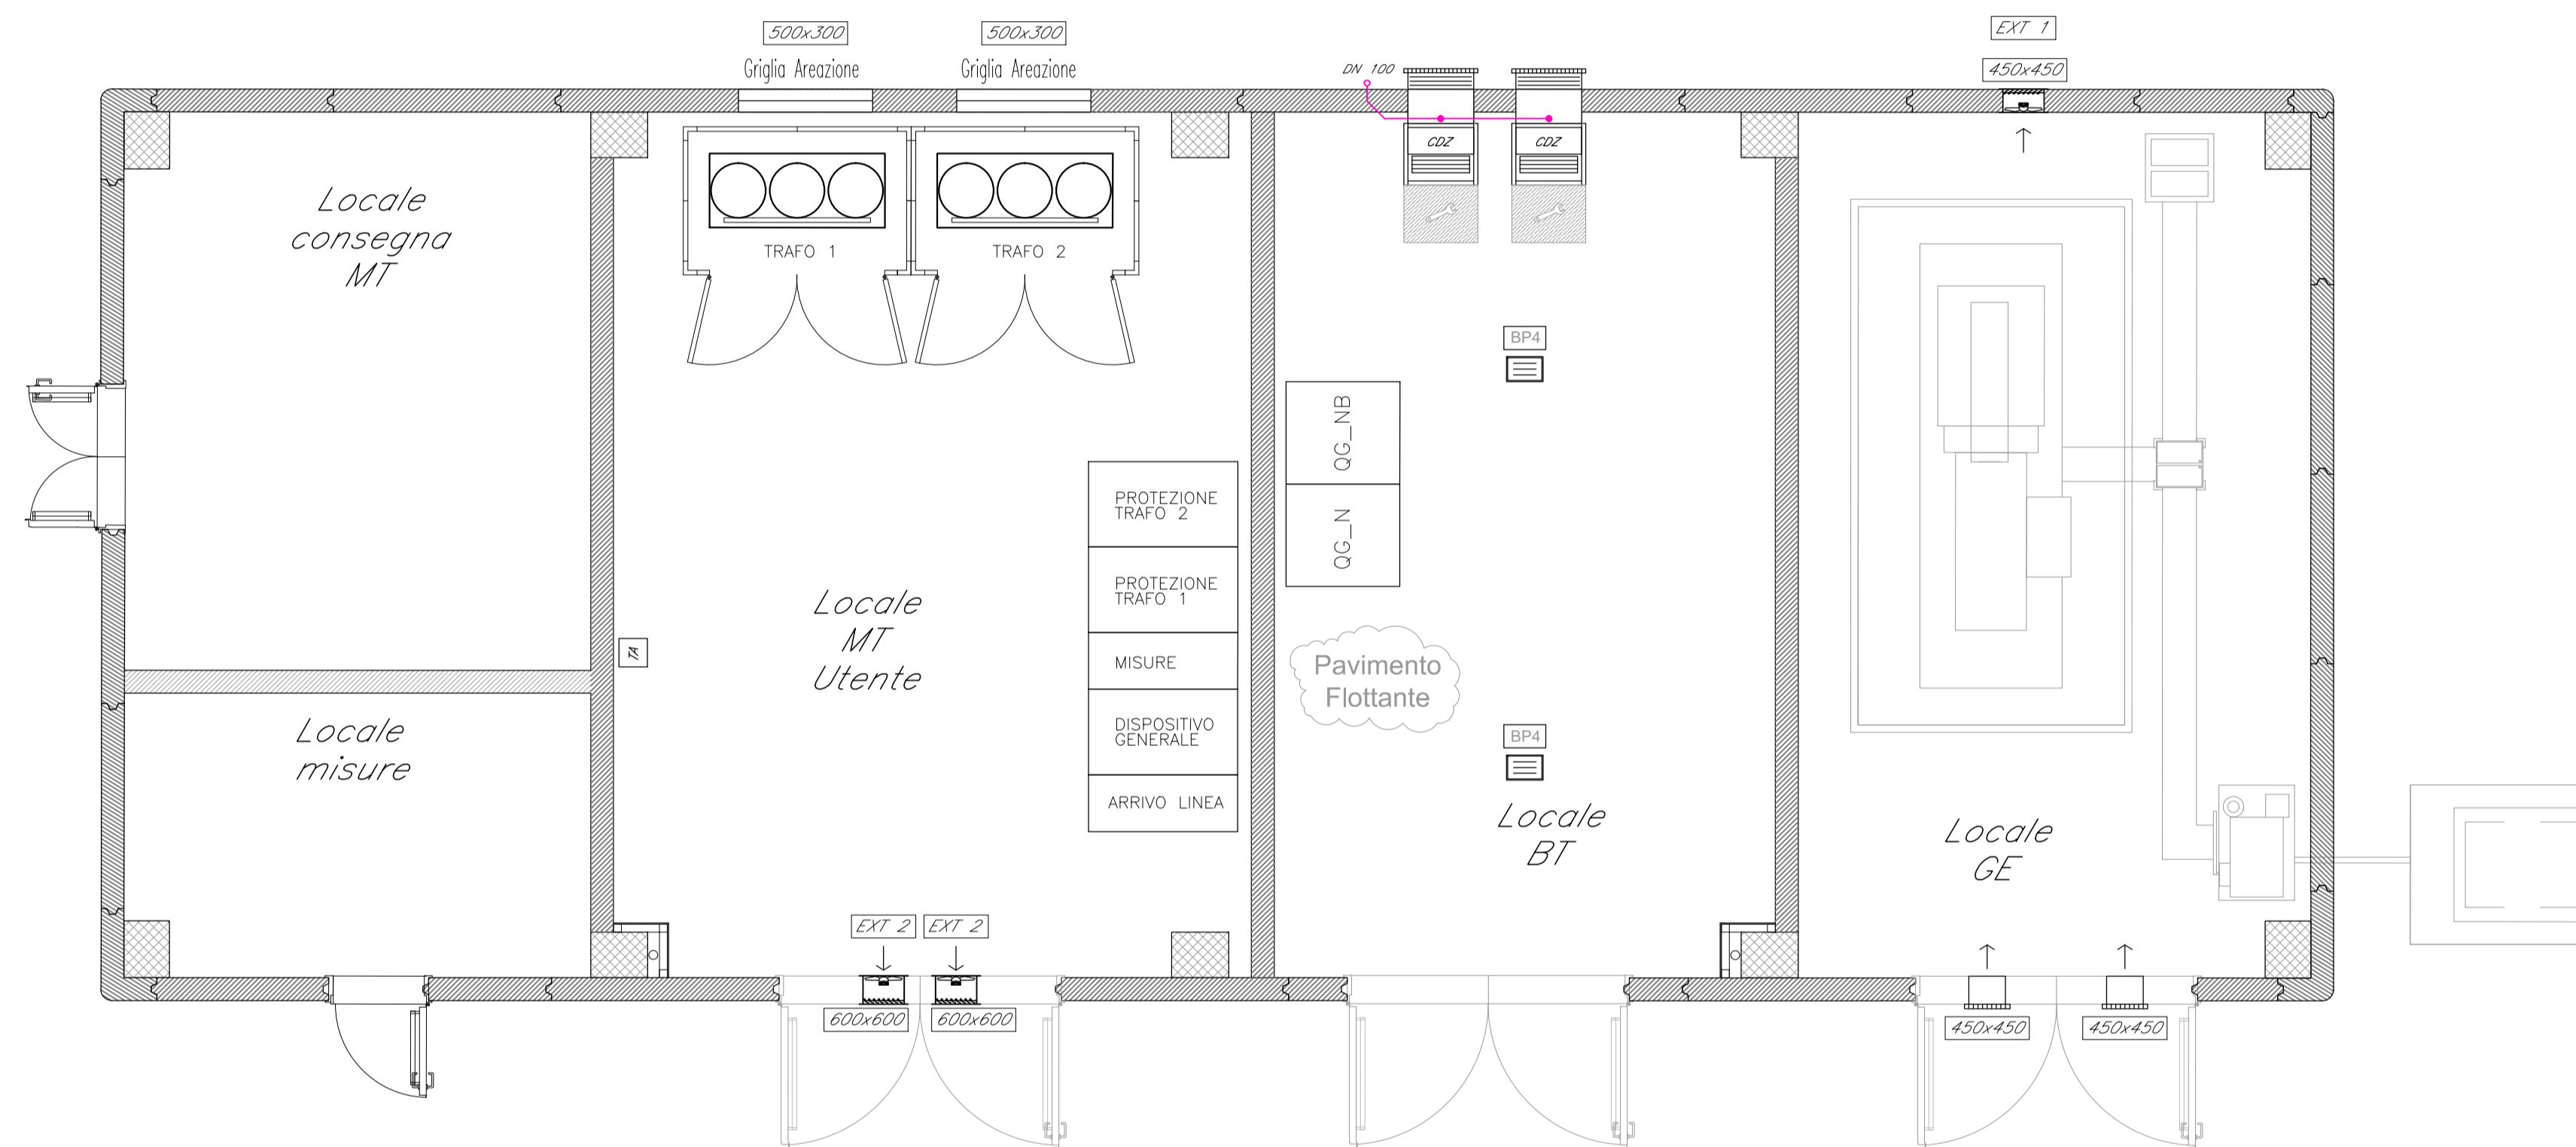 500x300
Griglia Areazione
500x300
Griglia Areazione
DN 100
EXT 1
450x450
CDZ
CDZ
Locale
consegna
MT
TRAFO 1
TRAFO 2
BP4
QG_NB
QG_N
PROTEZIONE
TRAFO 2
PROTEZIONE
TRAFO 1
MISURE
DISPOSITIVO
GENERALE
ARRIVO LINEA
Locale
MT
Utente
TA
Pavimento
Flottante
Locale
misure
BP4
Locale
BT
Locale
GE
EXT 2
EXT 2
600x600
600x600
450x450
450x450